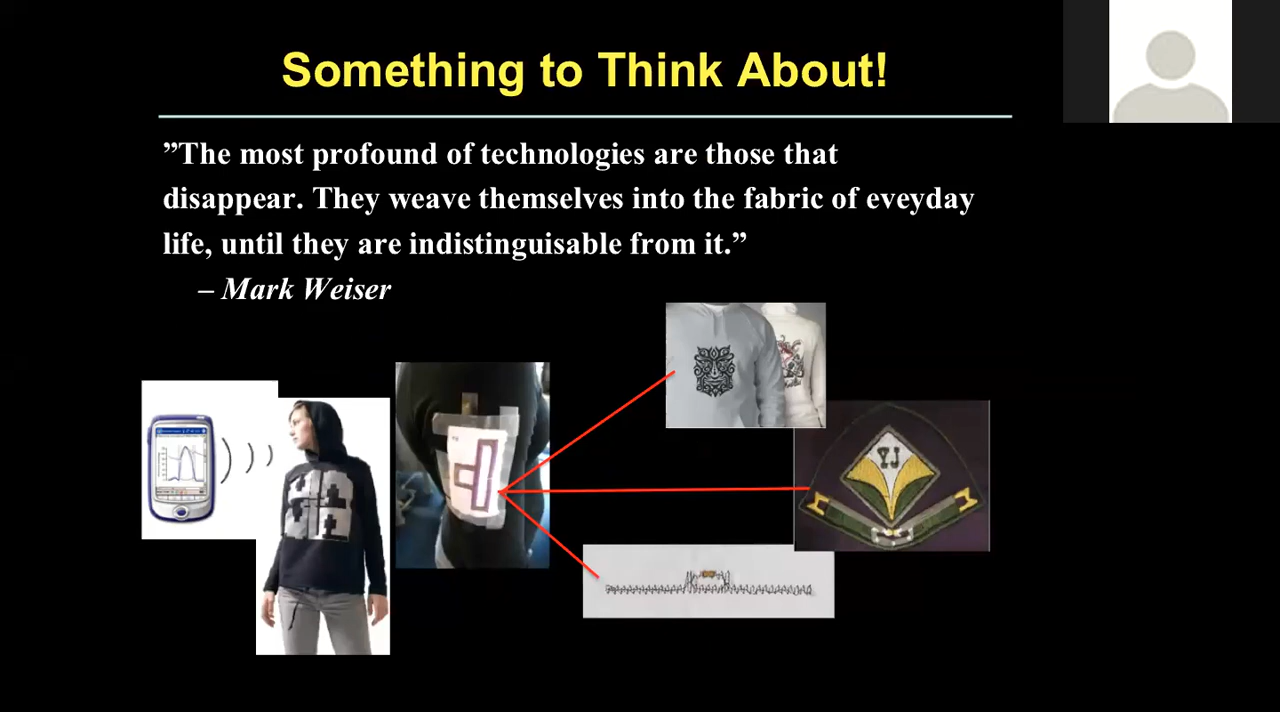 Something to Think About!
”The most profound of technologies are those that
disappear. They weave themselves into the fabric of eveyday
life, until they are indistinguisable from it.”
– Mark Weiser
YJ